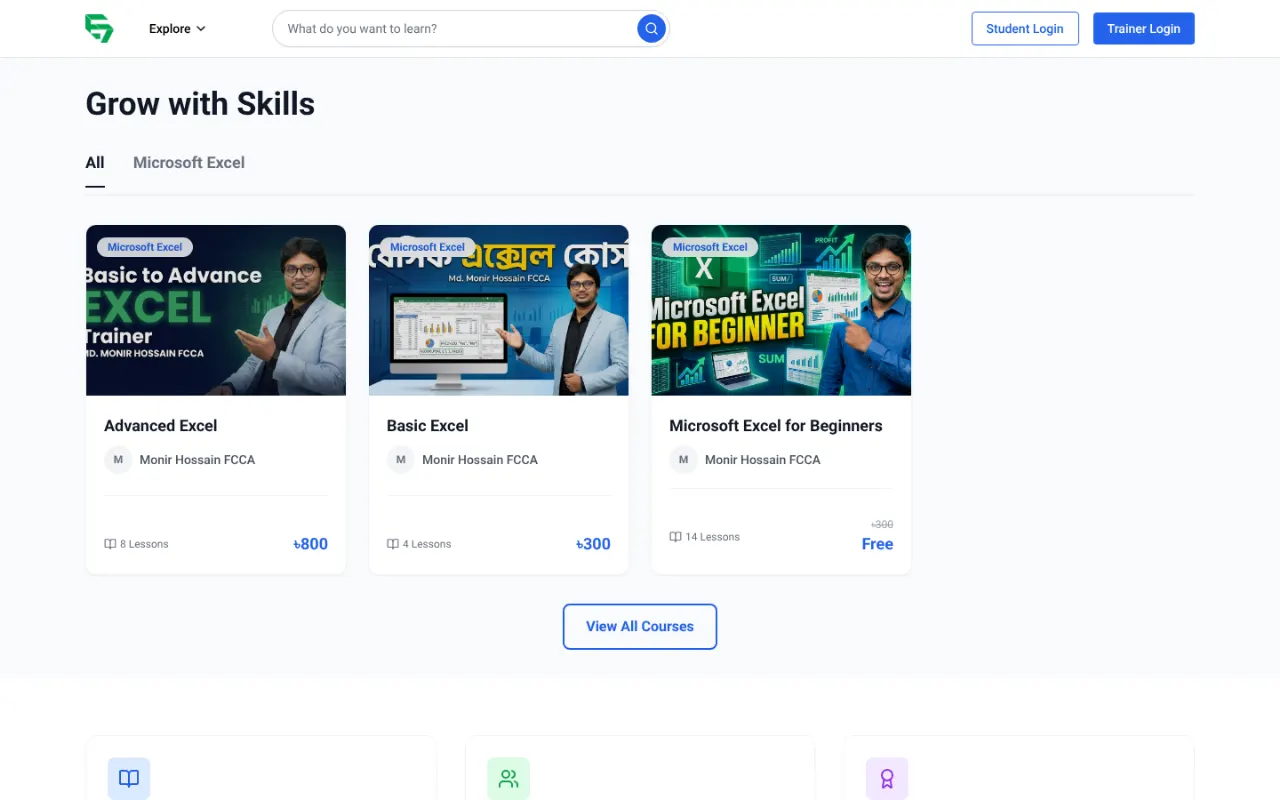 Explore
What do you want to learn?
Student Login
Trainer Login
Grow with Skills
All
Microsoft Excel
Microsoft Excel
Basic to Advance
EXCEL
Trainer
MD. MONIR HOSSAIN FCCA
Advanced Excel
M
Monir Hossain FCCA
8 Lessons
৳800
Microsoft Excel
এক্সেল
Md. Monir Hossain FCCA
Basic Excel
M
Monir Hossain FCCA
4 Lessons
৳300
Microsoft Excel
PROFIT
X
SUM
Microsoft Excel
FOR BEGINNER
SUM
Microsoft Excel for Beginners
M
Monir Hossain FCCA
14 Lessons
৳300
Free
View All Courses